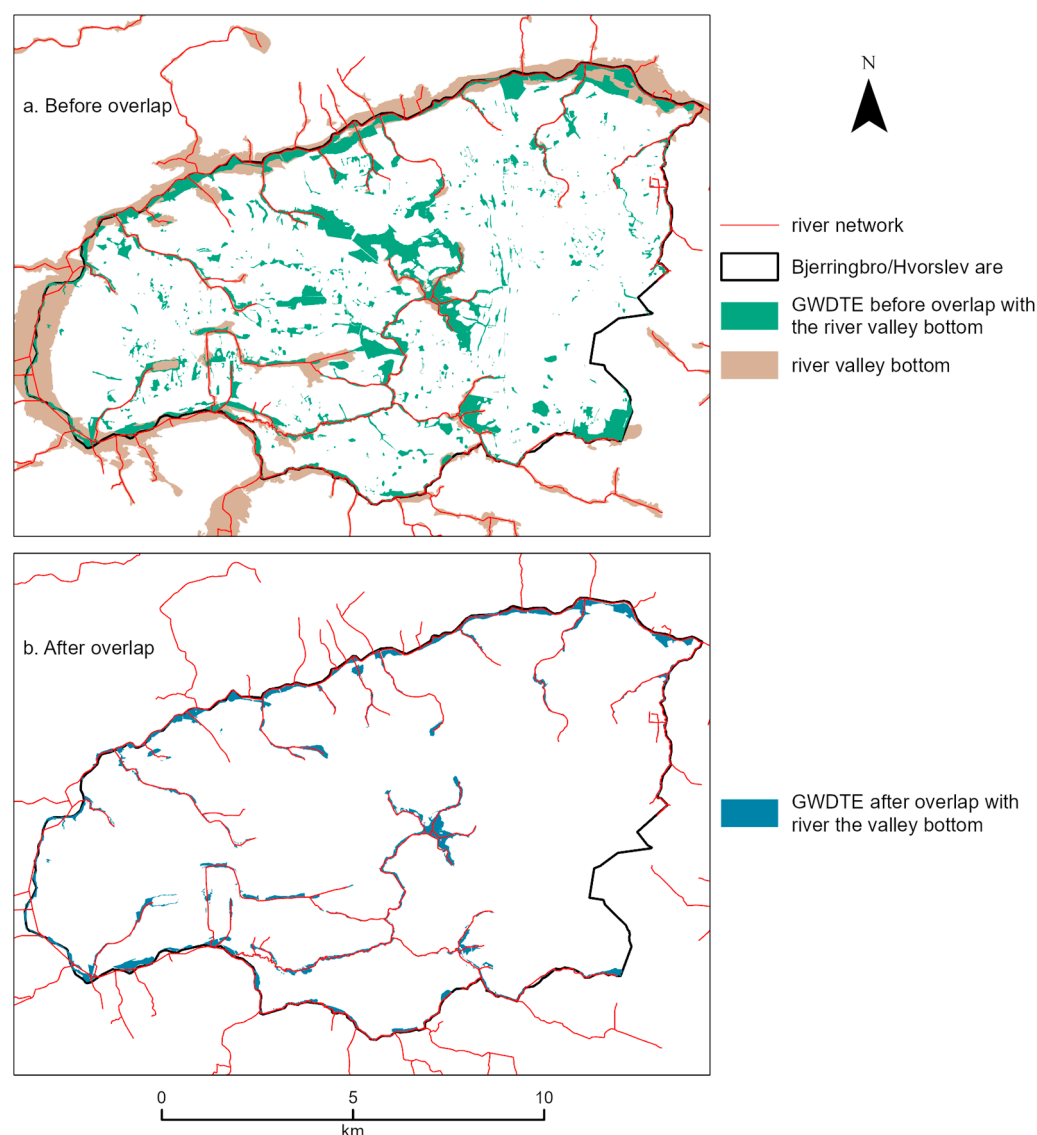 a. Before overlap
N
river network
Bjerringbro/Hvorslev are
GWDTE before overlap with
the river valley bottom
river valley bottom
b. After overlap
GWDTE after overlap with
river the valley bottom
0 5 10
km